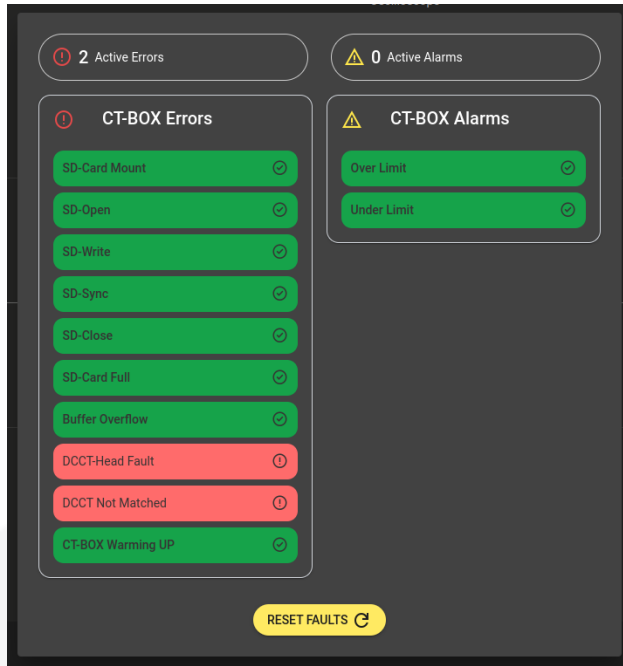 2 Active Errors
0 Active Alarms
CT-BOX Errors
SD-Card Mount
SD-Open
SD-Write
SD-Sync
SD-Close
SD-Card Full
Buffer Overflow
DCCT-Head Fault
DCCT Not Matched
CT-BOX Warming UP
CT-BOX Alarms
Over Limit
Under Limit
RESET FAULTS